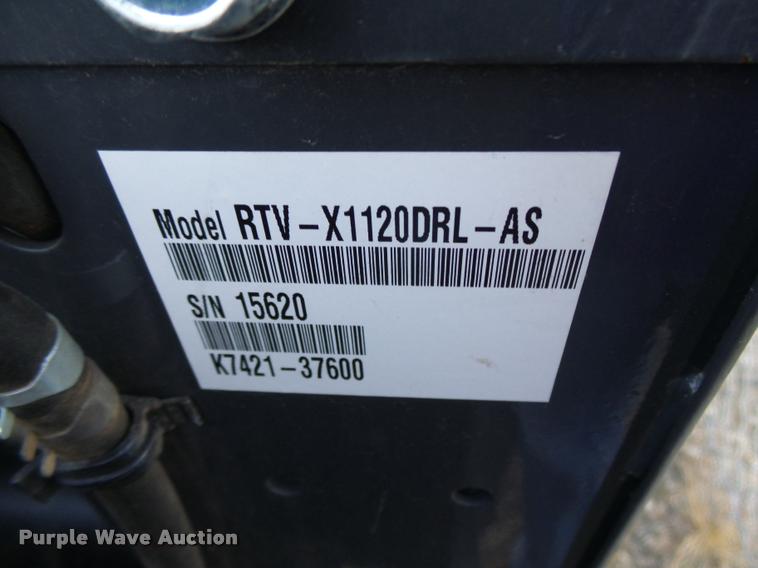 Model RTV-X1120DRL-AS
S/N 15620
K7421-37600
Purple Wave Auction